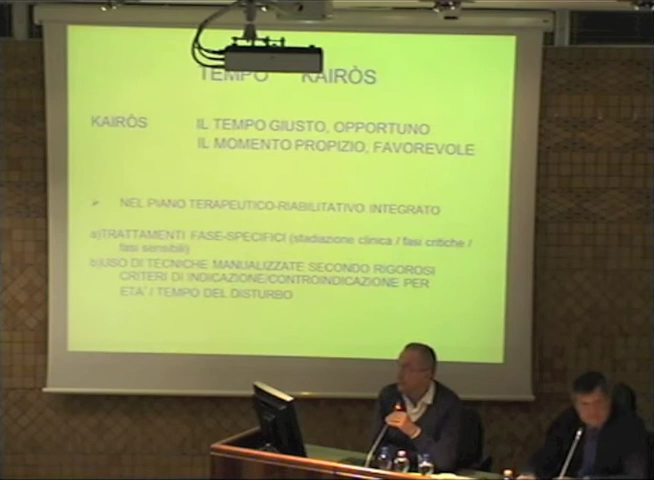 TEMPO KAIRÒS
KAIRÒS IL TEMPO GIUSTO, OPPORTUNO
IL MOMENTO PROPIZIO, FAVOREVOLE
➢ NEL PIANO TERAPEUTICO-RIABILITATIVO INTEGRATO
a)TRATTAMENTI FASE-SPECIFICI (stadiazione clinica / fasi critiche /
fasi sensibili)
b)USO DI TECNICHE MANUALIZZATE SECONDO RIGOROSI
CRITERI DI INDICAZIONE/CONTROINDICAZIONE PER
ETA' / TEMPO DEL DISTURBO